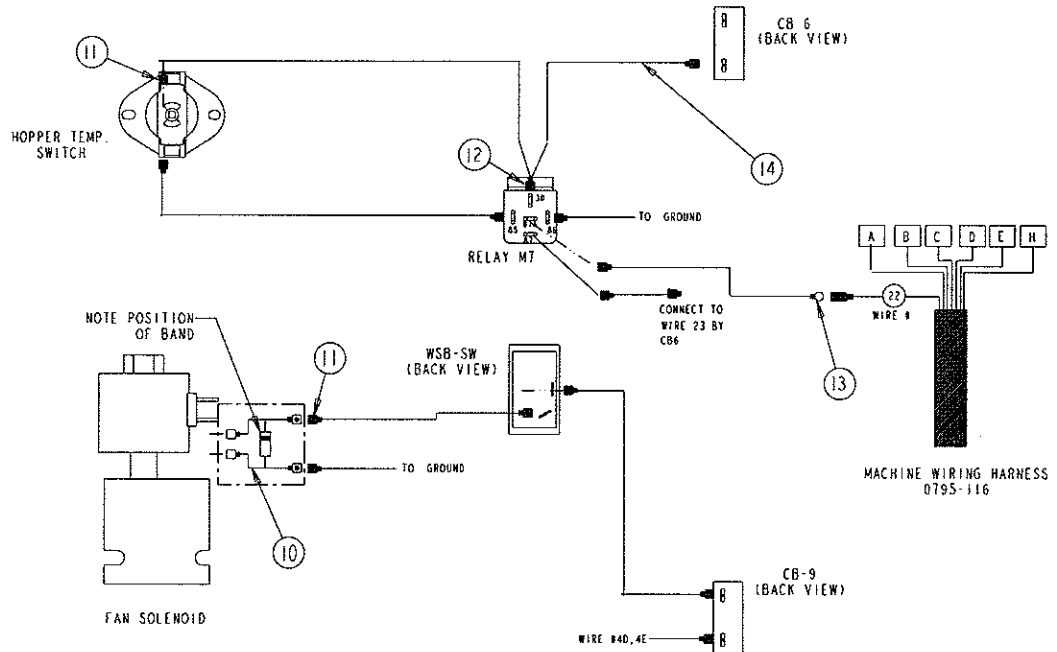 CB 6
(BACK VIEW)
11
HOPPER TEMP.
SWITCH
12
14
30
85
86
TO GROUND
RELAY M7
A
B
C
D
E
H
22
WIRE #
CONNECT TO
WIRE 23 BY
CB6
13
NOTE POSITION
OF BAND
11
WSB-SW
(BACK VIEW)
TO GROUND
10
MACHINE WIRING HARNESS
0795-116
FAN SOLENOID
CB-9
(BACK VIEW)
WIRE #4D,4E